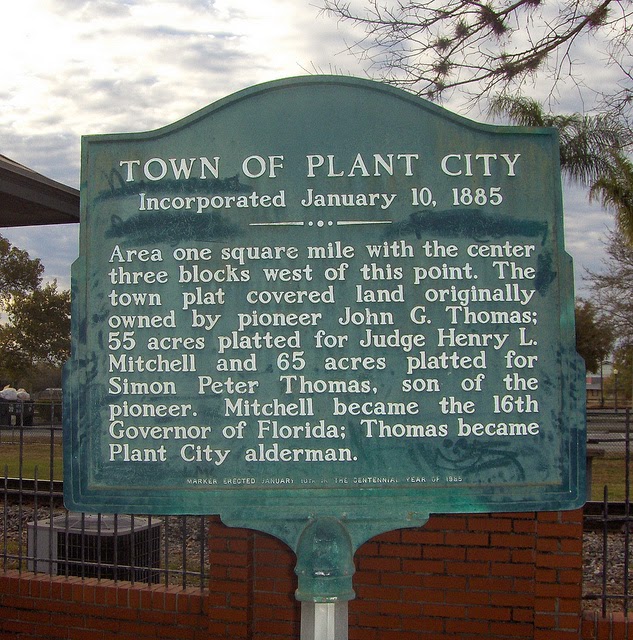 TOWN OF PLANT CITY
Incorporated January 10, 1885
Area one square mile with the center
three blocks west of this point. The
town plat covered land originally
owned by pioneer John G. Thomas;
55 acres platted for Judge Henry L.
Mitchell and 65 acres platted for
Simon Peter Thomas, son of the
pioneer. Mitchell became the 16th
Governor of Florida; Thomas became
Plant City alderman.
MARKER ERECTED JANUARY 10TH IN THE CENTENNIAL YEAR OF 1985